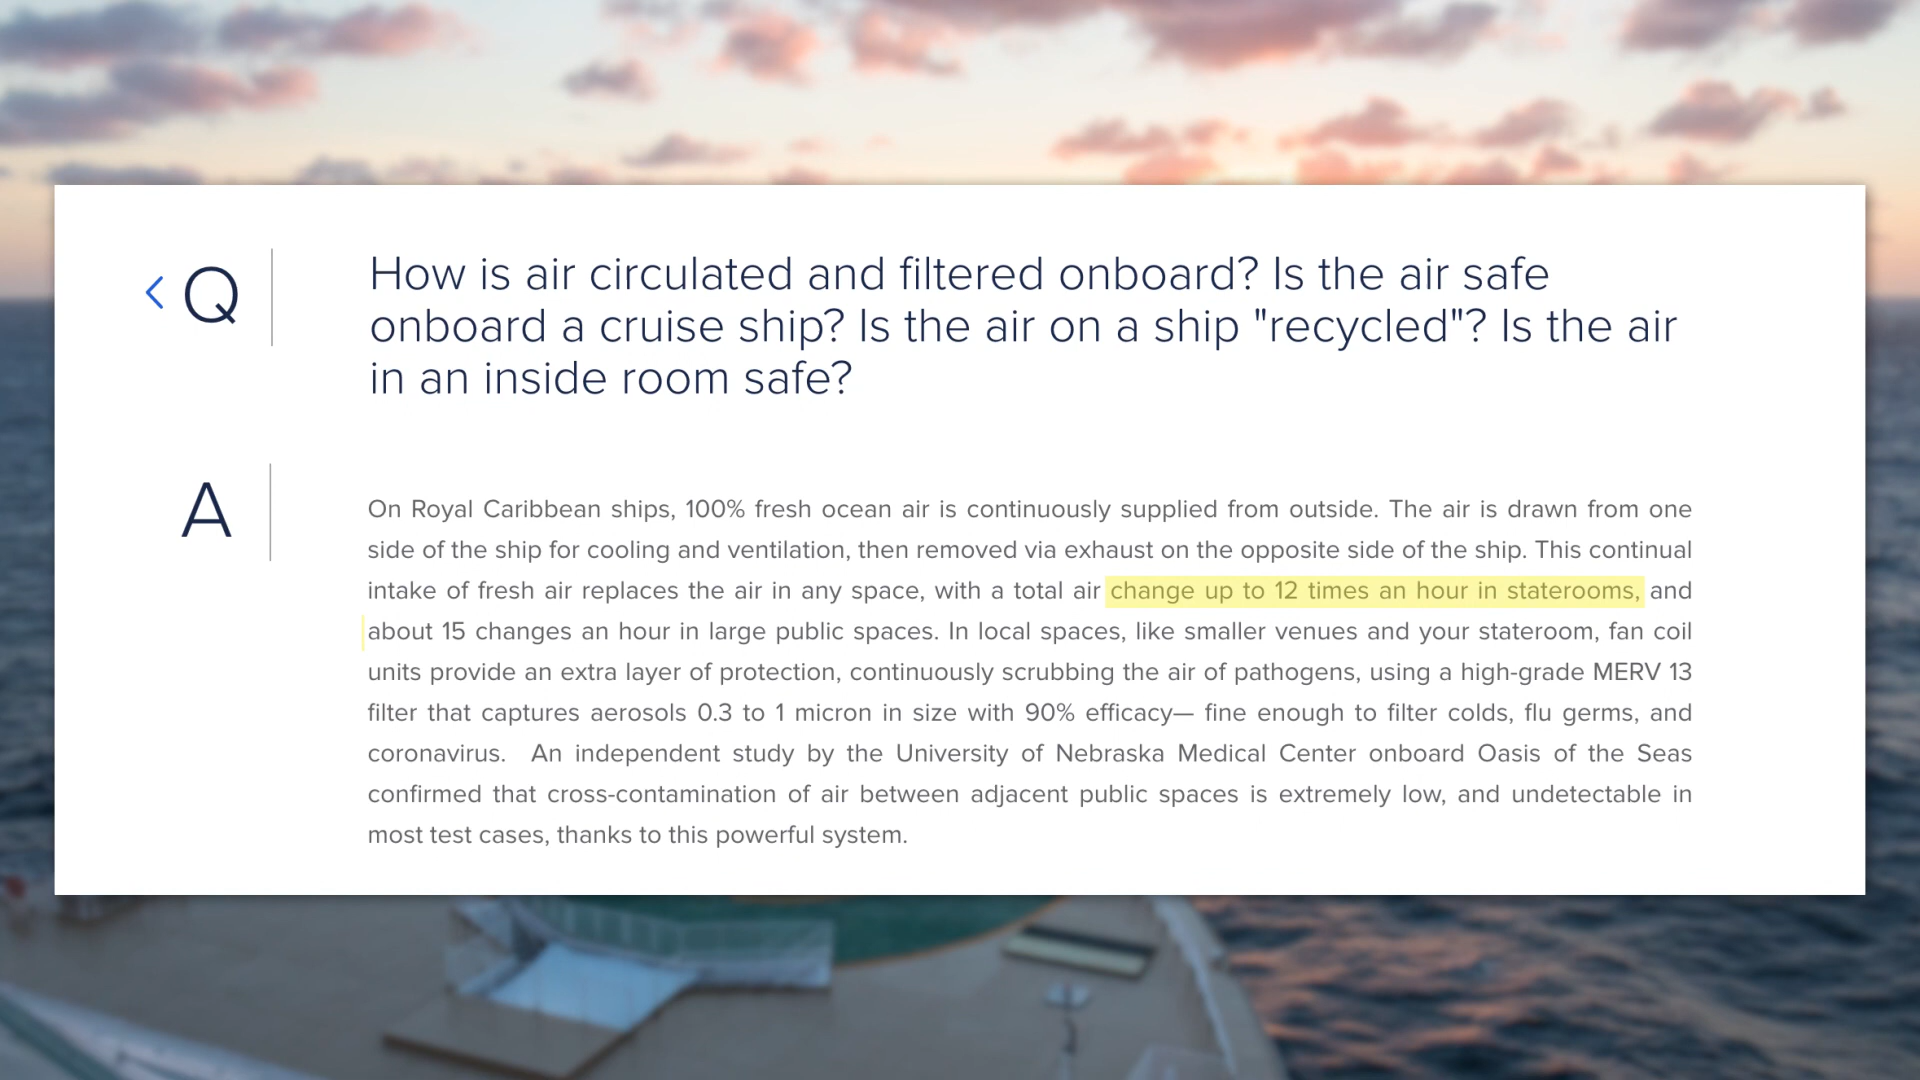 Q
How is air circulated and filtered onboard? Is the air safe
onboard a cruise ship? Is the air on a ship "recycled"? Is the air
in an inside room safe?
A
On Royal Caribbean ships, 100% fresh ocean air is continuously supplied from outside. The air is drawn from one
side of the ship for cooling and ventilation, then removed via exhaust on the opposite side of the ship. This continual
intake of fresh air replaces the air in any space, with a total air change up to 12 times an hour in staterooms, and
about 15 changes an hour in large public spaces. In local spaces, like smaller venues and your stateroom, fan coil
units provide an extra layer of protection, continuously scrubbing the air of pathogens, using a high-grade MERV 13
filter that captures aerosols 0.3 to 1 micron in size with 90% efficacy— fine enough to filter colds, flu germs, and
coronavirus. An independent study by the University of Nebraska Medical Center onboard Oasis of the Seas
confirmed that cross-contamination of air between adjacent public spaces is extremely low, and undetectable in
most test cases, thanks to this powerful system.